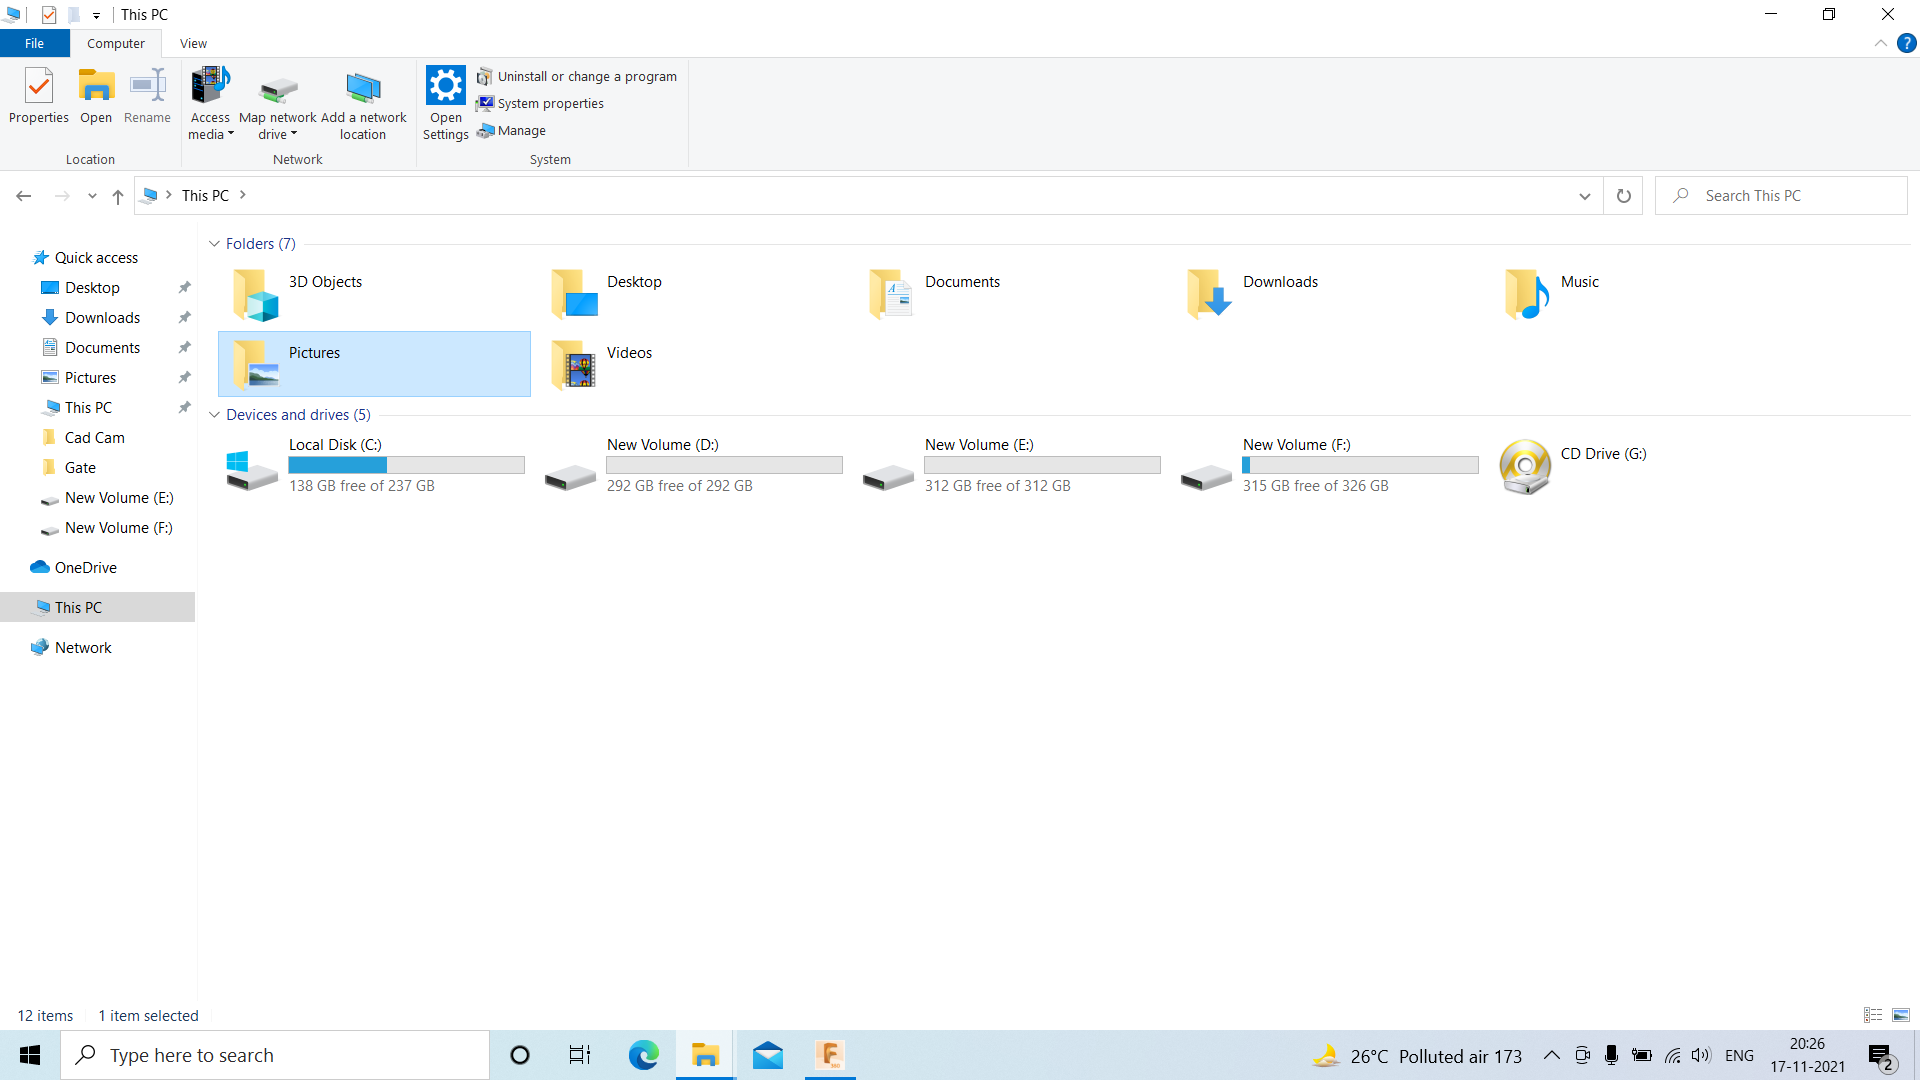 This PC
File
Computer
View
Properties
Open
Rename
Access media
Map network drive
Add a network location
Open Settings
Uninstall or change a program
System properties
Manage
Location
Network
System
This PC
Search This PC
Quick access
Desktop
Downloads
Documents
Pictures
This PC
Cad Cam
Gate
New Volume (E:)
New Volume (F:)
OneDrive
This PC
Network
Folders (7)
3D Objects
Desktop
Documents
Downloads
Music
Pictures
Videos
Devices and drives (5)
Local Disk (C:)
138 GB free of 237 GB
New Volume (D:)
292 GB free of 292 GB
New Volume (E:)
312 GB free of 312 GB
New Volume (F:)
315 GB free of 326 GB
CD Drive (G:)
12 items
1 item selected
Type here to search
26°C Polluted air 173
ENG
20:26
17-11-2021
2